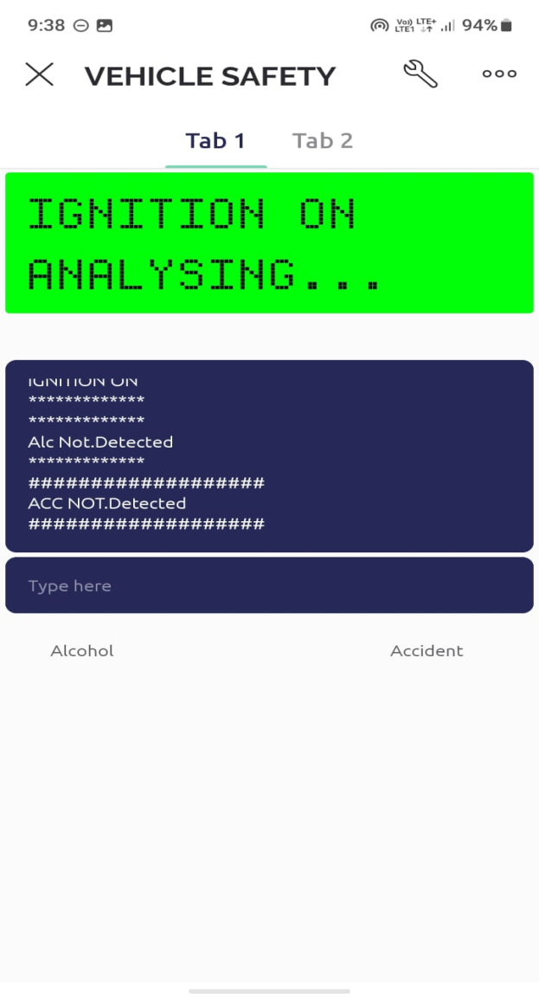 9:38 Vo) LTE+ LTE1 94%
VEHICLE SAFETY
Tab 1 Tab 2
IGNITION ON
ANALYSING...
IGNITION ON
*************
*************
Alc Not.Detected
*************
###################
ACC NOT.Detected
###################
Type here
Alcohol Accident